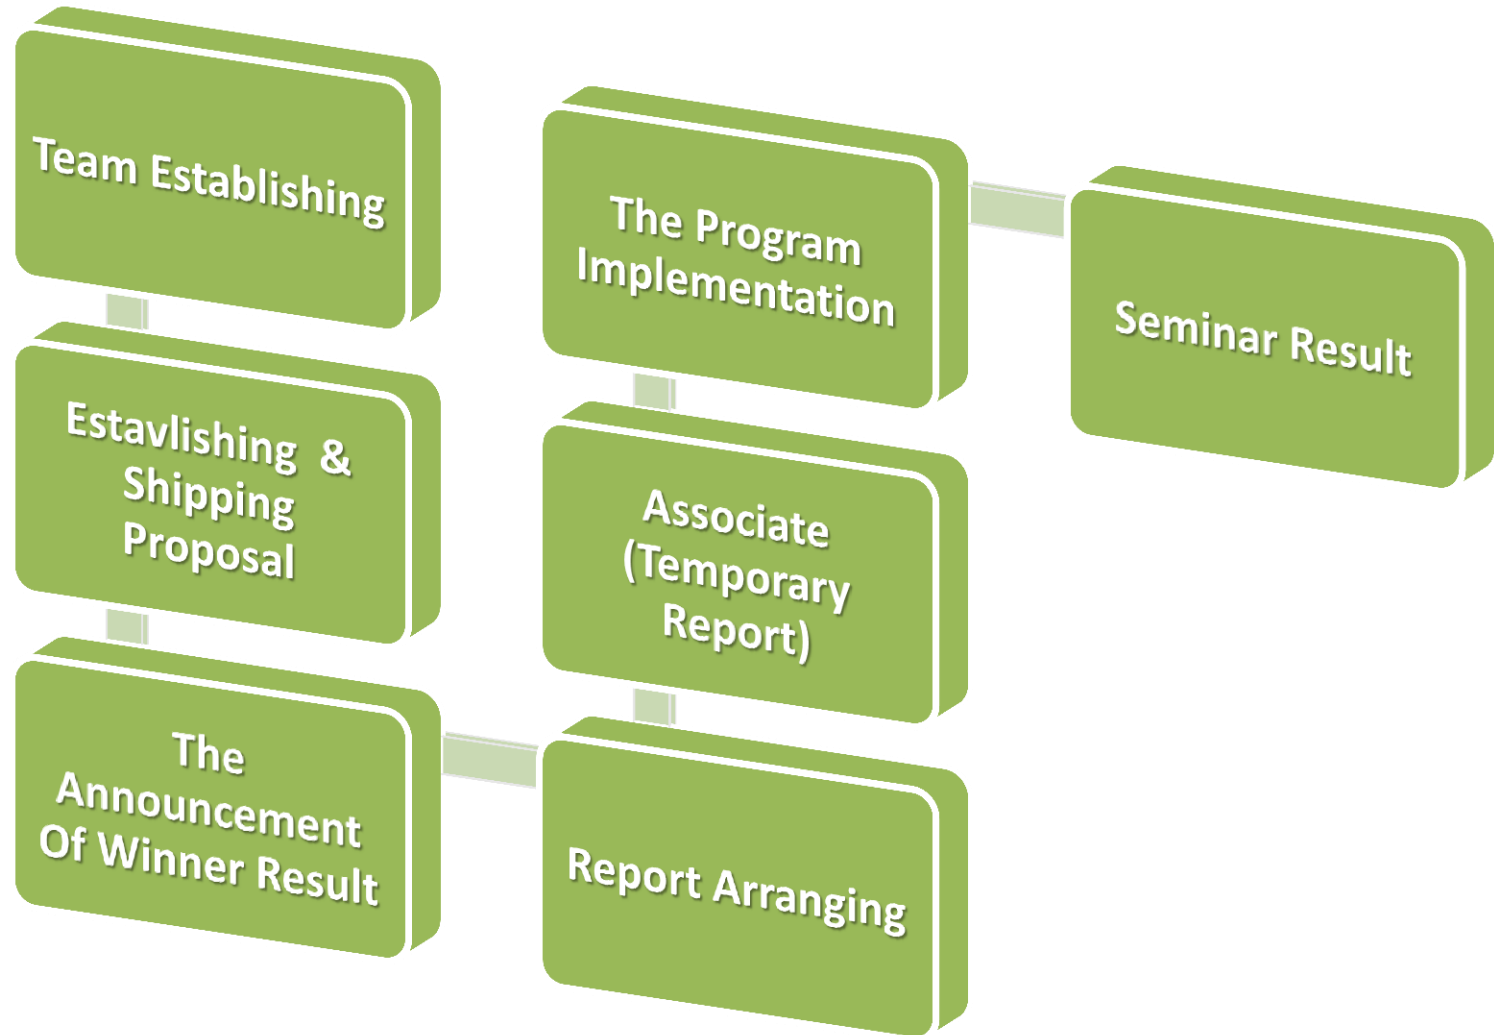 Team Establishing
Estavlishing &
Shipping
Proposal
The
Announcement
Of Winner Result
Report Arranging
Associate
(Temporary
Report)
The Program
Implementation
Seminar Result